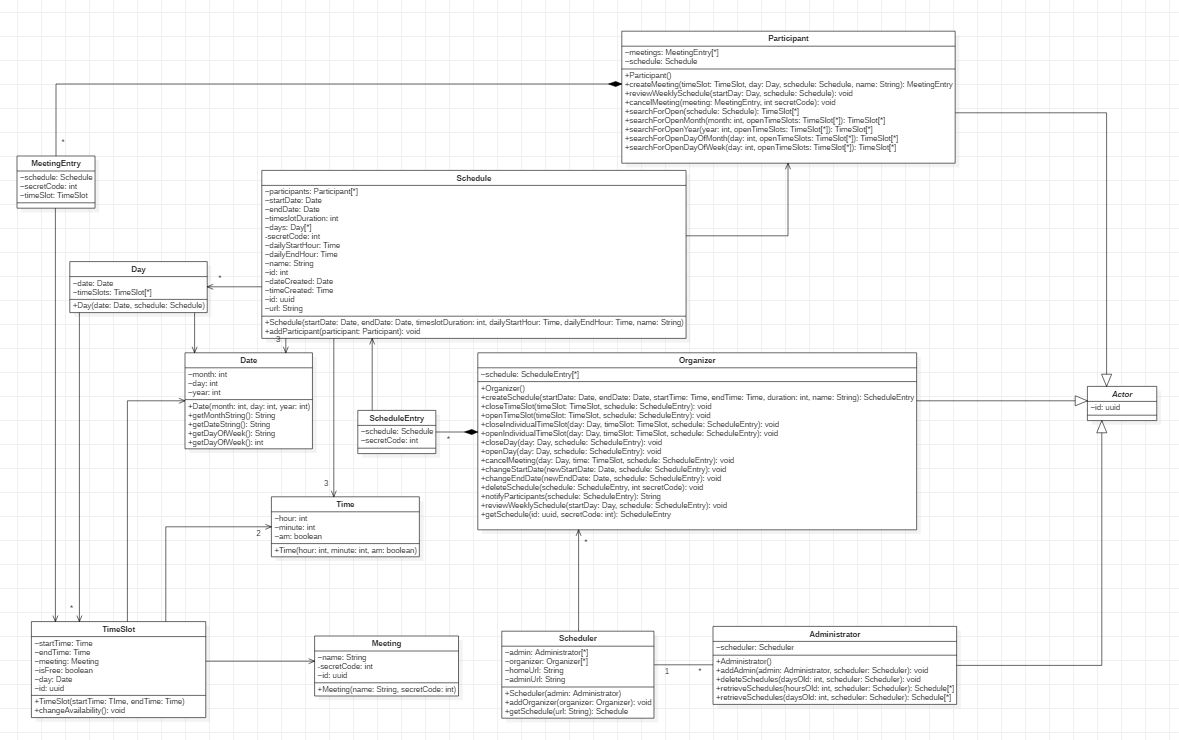 Participant
−meetings: MeetingEntry[*]
−schedule: Schedule
+Participant()
+createMeeting(timeSlot: TimeSlot, day: Day, schedule: Schedule, name: String): MeetingEntry
+reviewWeeklySchedule(startDay: Day, schedule: Schedule): void
+cancelMeeting(meeting: MeetingEntry, int secretCode): void
+searchForOpen(schedule: Schedule): TimeSlot[*]
+searchForOpenMonth(month: int, openTimeSlots: TimeSlot[*]): TimeSlot[*]
+searchForOpenYear(year: int, openTimeSlots: TimeSlot[*]): TimeSlot[*]
+searchForOpenDayOfMonth(day: int, openTimeSlots: TimeSlot[*]): TimeSlot[*]
+searchForOpenDayOfWeek(day: int, openTimeSlots: TimeSlot[*]): TimeSlot[*]
*
MeetingEntry
−schedule: Schedule
−secretCode: int
−timeSlot: TimeSlot
Schedule
−participants: Participant[*]
−startDate: Date
−endDate: Date
−timeslotDuration: int
−days: Day[*]
-secretCode: int
−dailyStartHour: Time
−dailyEndHour: Time
−name: String
−id: int
−dateCreated: Date
−timeCreated: Time
−id: uuid
−url: String
+Schedule(startDate: Date, endDate: Date, timeslotDuration: int, dailyStartHour: Time, dailyEndHour: Time, name: String)
+addParticipant(participant: Participant): void
Day
−date: Date
−timeSlots: TimeSlot[*]
+Day(date: Date, schedule: Schedule)
*
3
Date
−month: int
−day: int
−year: int
+Date(month: int, day: int, year: int)
+getMonthString(): String
+getDateString(): String
+getDayOfWeek(): String
+getDayOfWeek(): int
ScheduleEntry
−schedule: Schedule
−secretCode: int
*
Organizer
−schedule: ScheduleEntry[*]
+Organizer()
+createSchedule(startDate: Date, endDate: Date, startTime: Time, endTime: Time, duration: int, name: String): ScheduleEntry
+closeTimeSlot(timeSlot: TimeSlot, schedule: ScheduleEntry): void
+openTimeSlot(timeSlot: TimeSlot, schedule: ScheduleEntry): void
+closeIndividualTimeSlot(day: Day, timeSlot: TimeSlot, schedule: ScheduleEntry): void
+openIndividualTimeSlot(day: Day, timeSlot: TimeSlot, schedule: ScheduleEntry): void
+closeDay(day: Day, schedule: ScheduleEntry): void
+openDay(day: Day, schedule: ScheduleEntry): void
+cancelMeeting(day: Day, time: TimeSlot, schedule: ScheduleEntry): void
+changeStartDate(newStartDate: Date, schedule: ScheduleEntry): void
+changeEndDate(newEndDate: Date, schedule: ScheduleEntry): void
+deleteSchedule(schedule: ScheduleEntry, int secretCode): void
+notifyParticipants(schedule: ScheduleEntry): String
+reviewWeeklySchedule(startDay: Day, schedule: ScheduleEntry): void
+getSchedule(id: uuid, secretCode: int): ScheduleEntry
Actor
−id: uuid
3
Time
−hour: int
−minute: int
−am: boolean
+Time(hour: int, minute: int, am: boolean)
2
*
*
TimeSlot
−startTime: Time
−endTime: Time
−meeting: Meeting
−isFree: boolean
−day: Date
−id: uuid
+TimeSlot(startTime: TIme, endTime: Time)
+changeAvailability(): void
Meeting
−name: String
-secretCode: int
−id: uuid
+Meeting(name: String, secretCode: int)
Scheduler
−admin: Administrator[*]
−organizer: Organizer[*]
−homeUrl: String
−adminUrl: String
+Scheduler(admin: Administrator)
+addOrganizer(organizer: Organizer): void
+getSchedule(url: String): Schedule
1
*
Administrator
−scheduler: Scheduler
+Administrator()
+addAdmin(admin: Administrator, scheduler: Scheduler): void
+deleteSchedules(daysOld: int, scheduler: Scheduler): void
+retrieveSchedules(hoursOld: int, scheduler: Scheduler): Schedule[*]
+retrieveSchedules(daysOld: int, scheduler: Scheduler): Schedule[*]